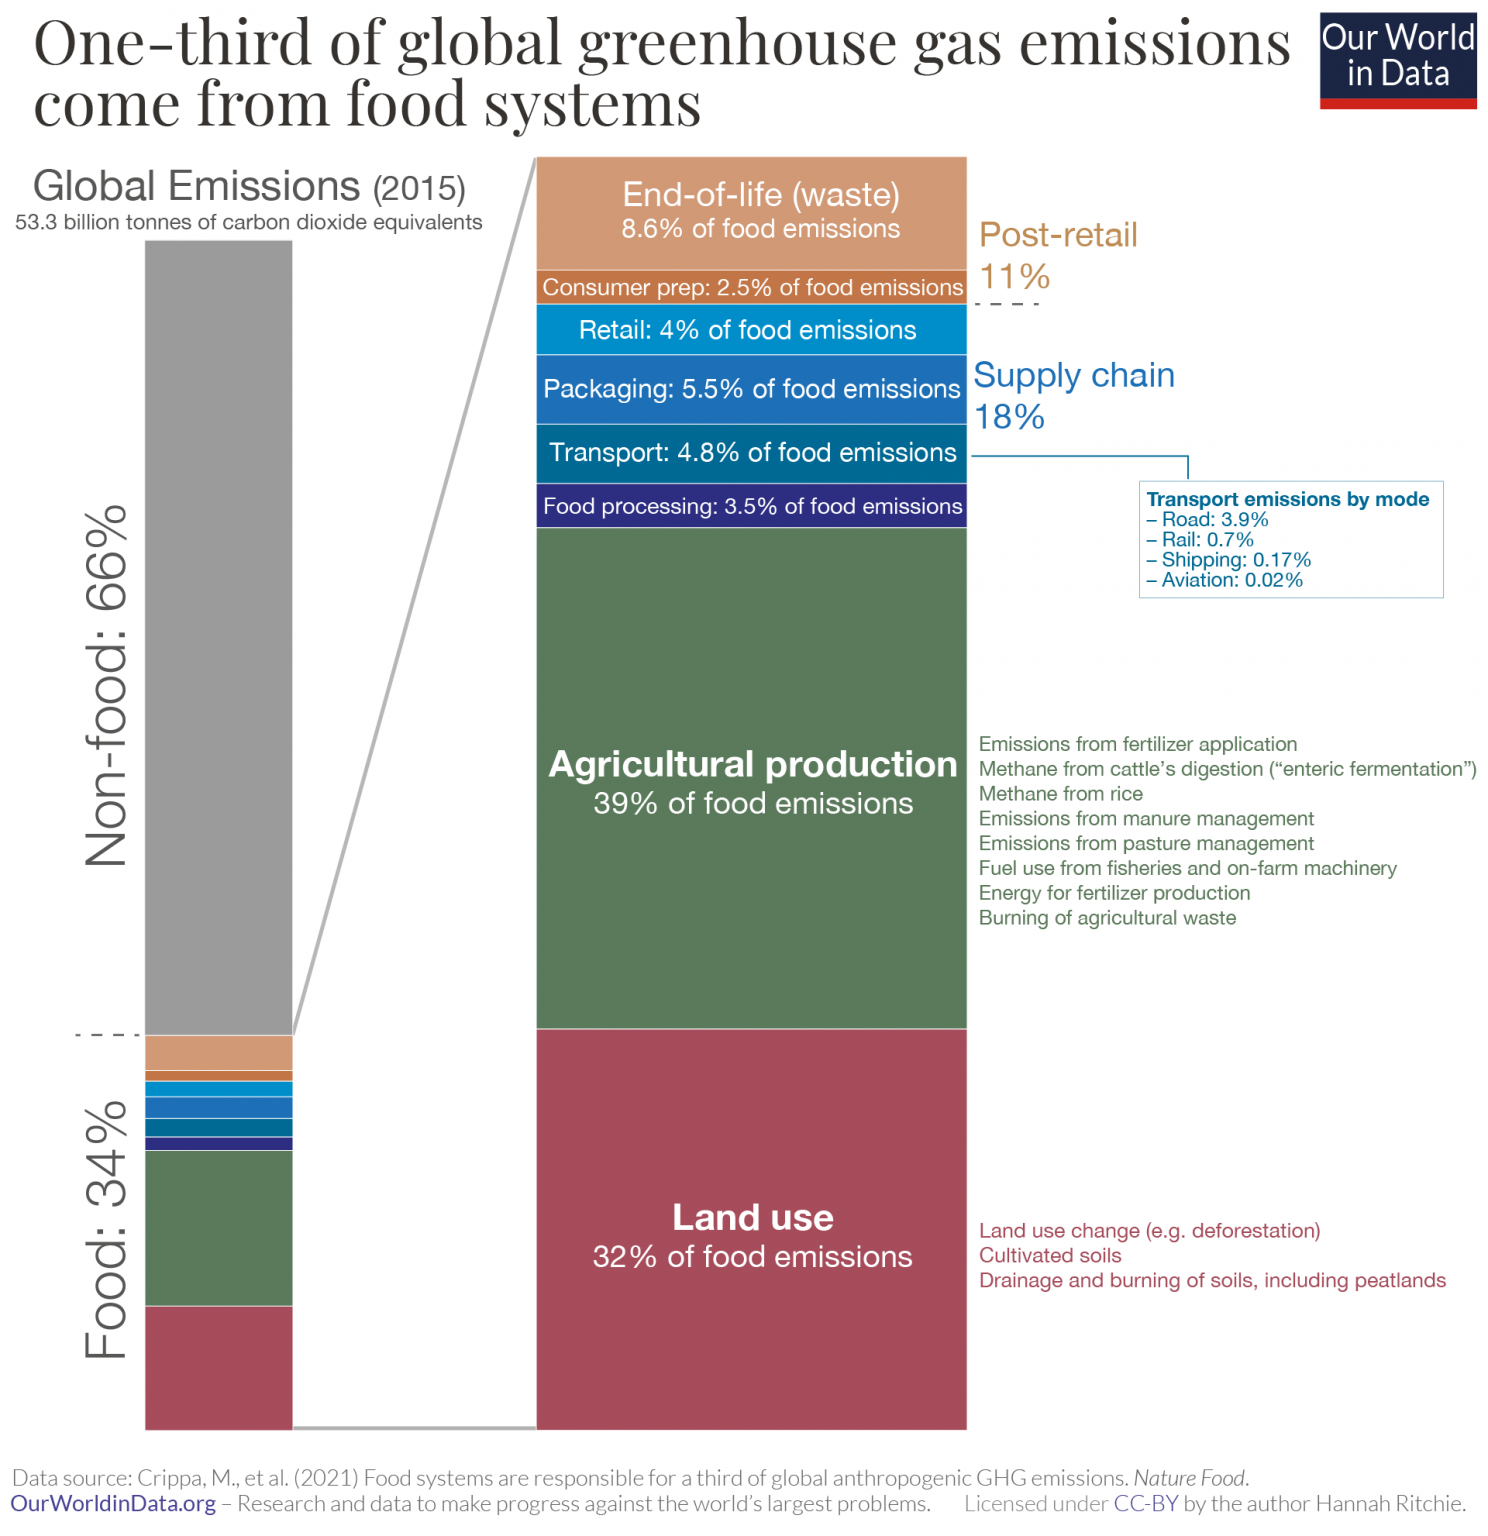 One-third of global greenhouse gas emissions
come from food systems
Our World
in Data
Global Emissions (2015)
53.3 billion tonnes of carbon dioxide equivalents
Non-food: 66%
Food: 34%
End-of-life (waste)
8.6% of food emissions
Consumer prep: 2.5% of food emissions
Retail: 4% of food emissions
Packaging: 5.5% of food emissions
Transport: 4.8% of food emissions
Food processing: 3.5% of food emissions
Agricultural production
39% of food emissions
Land use
32% of food emissions
Post-retail
11%
Supply chain
18%
Transport emissions by mode
– Road: 3.9%
– Rail: 0.7%
– Shipping: 0.17%
– Aviation: 0.02%
Emissions from fertilizer application
Methane from cattle’s digestion (“enteric fermentation”)
Methane from rice
Emissions from manure management
Emissions from pasture management
Fuel use from fisheries and on-farm machinery
Energy for fertilizer production
Burning of agricultural waste
Land use change (e.g. deforestation)
Cultivated soils
Drainage and burning of soils, including peatlands
Data source: Crippa, M., et al. (2021) Food systems are responsible for a third of global anthropogenic GHG emissions. Nature Food.
OurWorldinData.org – Research and data to make progress against the world’s largest problems. Licensed under CC-BY by the author Hannah Ritchie.